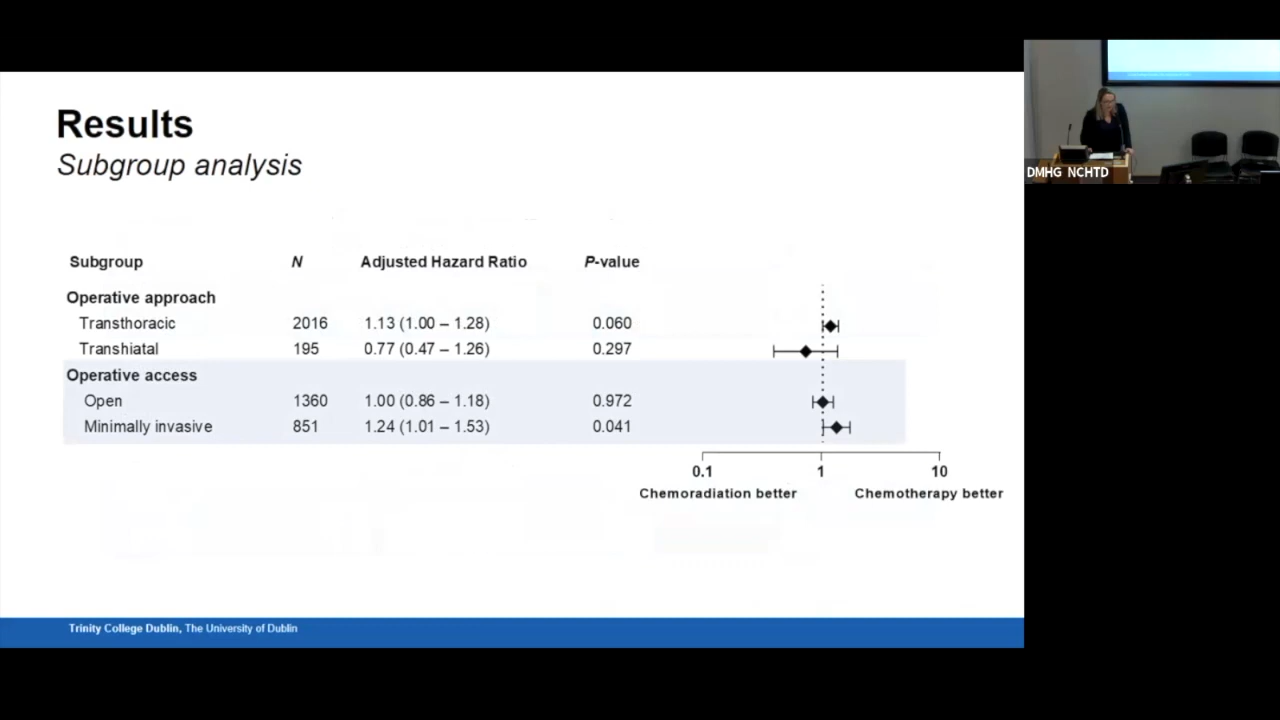 Results
Subgroup analysis
Subgroup N Adjusted Hazard Ratio P-value
Operative approach
Transthoracic 2016 1.13 (1.00 – 1.28) 0.060
Transhiatal 195 0.77 (0.47 – 1.26) 0.297
Operative access
Open 1360 1.00 (0.86 – 1.18) 0.972
Minimally invasive 851 1.24 (1.01 – 1.53) 0.041
0.1 1 10
Chemoradiation better Chemotherapy better
Trinity College Dublin, The University of Dublin
DMHG NCHTD